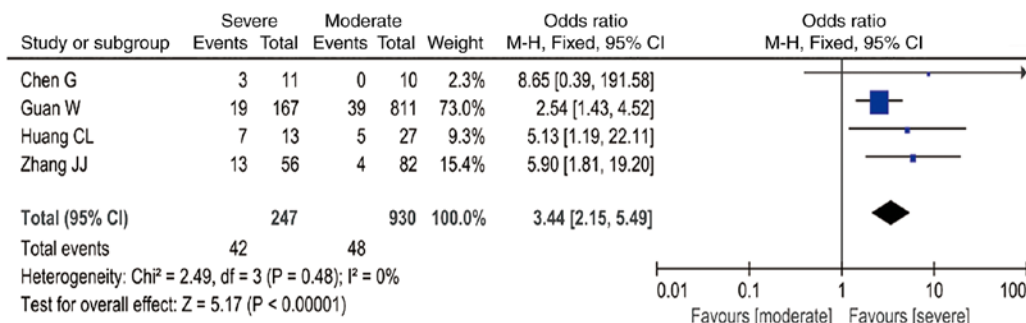 Severe Moderate Odds ratio Odds ratio
Study or subgroup Events Total Events Total Weight M-H, Fixed, 95% CI M-H, Fixed, 95% CI
Chen G 3 11 0 10 2.3% 8.65 [0.39, 191.58]
Guan W 19 167 39 811 73.0% 2.54 [1.43, 4.52]
Huang CL 7 13 5 27 9.3% 5.13 [1.19, 22.11]
Zhang JJ 13 56 4 82 15.4% 5.90 [1.81, 19.20]
Total (95% CI) 247 930 100.0% 3.44 [2.15, 5.49]
Total events 42 48
Heterogeneity: Chi² = 2.49, df = 3 (P = 0.48); I² = 0%
Test for overall effect: Z = 5.17 (P < 0.00001)
0.01 0.1 1 10 100
Favours [moderate] Favours [severe]